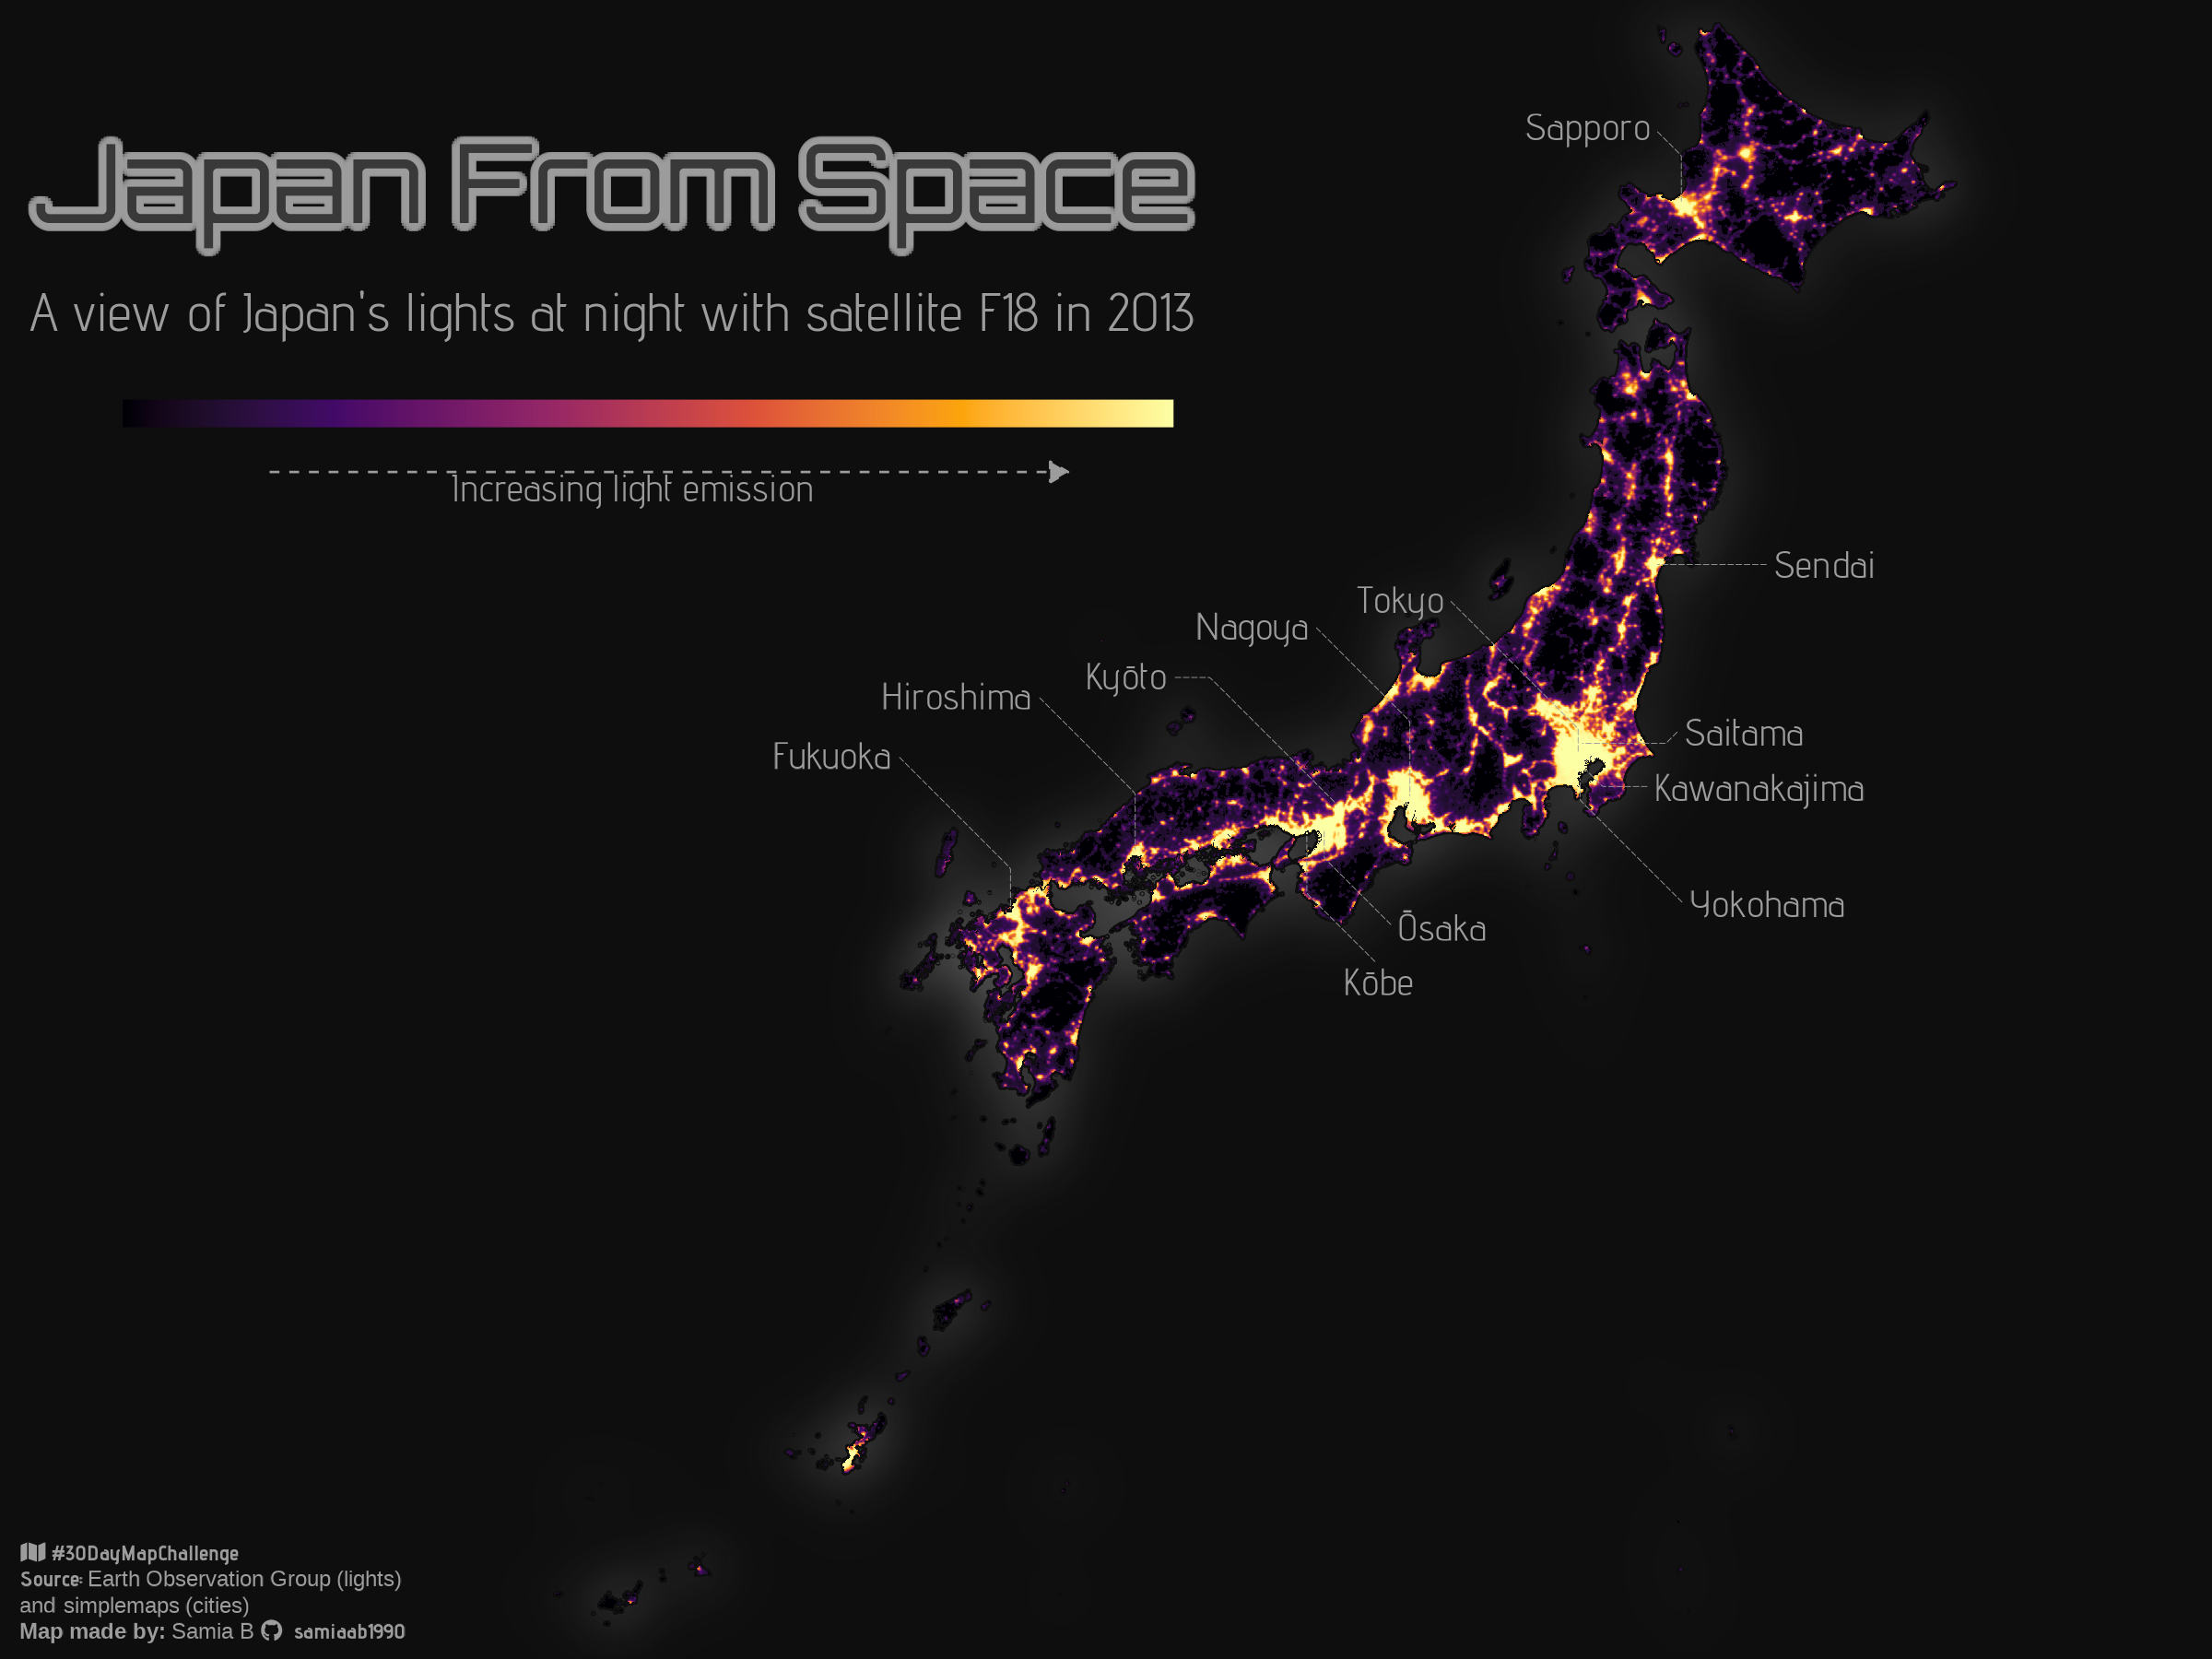 Japan From Space
A view of Japan's lights at night with satellite F18 in 2013
Increasing light emission
Sapporo
Sendai
Tokyo
Nagoya
Kyōto
Hiroshima
Fukuoka
Saitama
Kawanakajima
Yokohama
Ōsaka
Kōbe
#30DayMapChallenge
Source: Earth Observation Group (lights)
and simplemaps (cities)
Map made by: Samia B samiaab1990